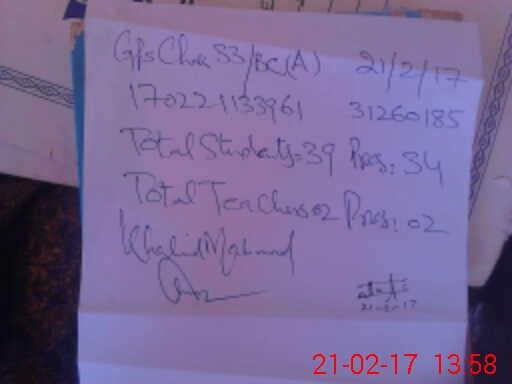 Gps Chak 53/BC(A) 21/2/17
170221133961 31260185
Total Students=39 Pres: 34
Total Teachers 02 Pres: 02
Khalid Mahmood
21-2-17
21-02-17 13:58